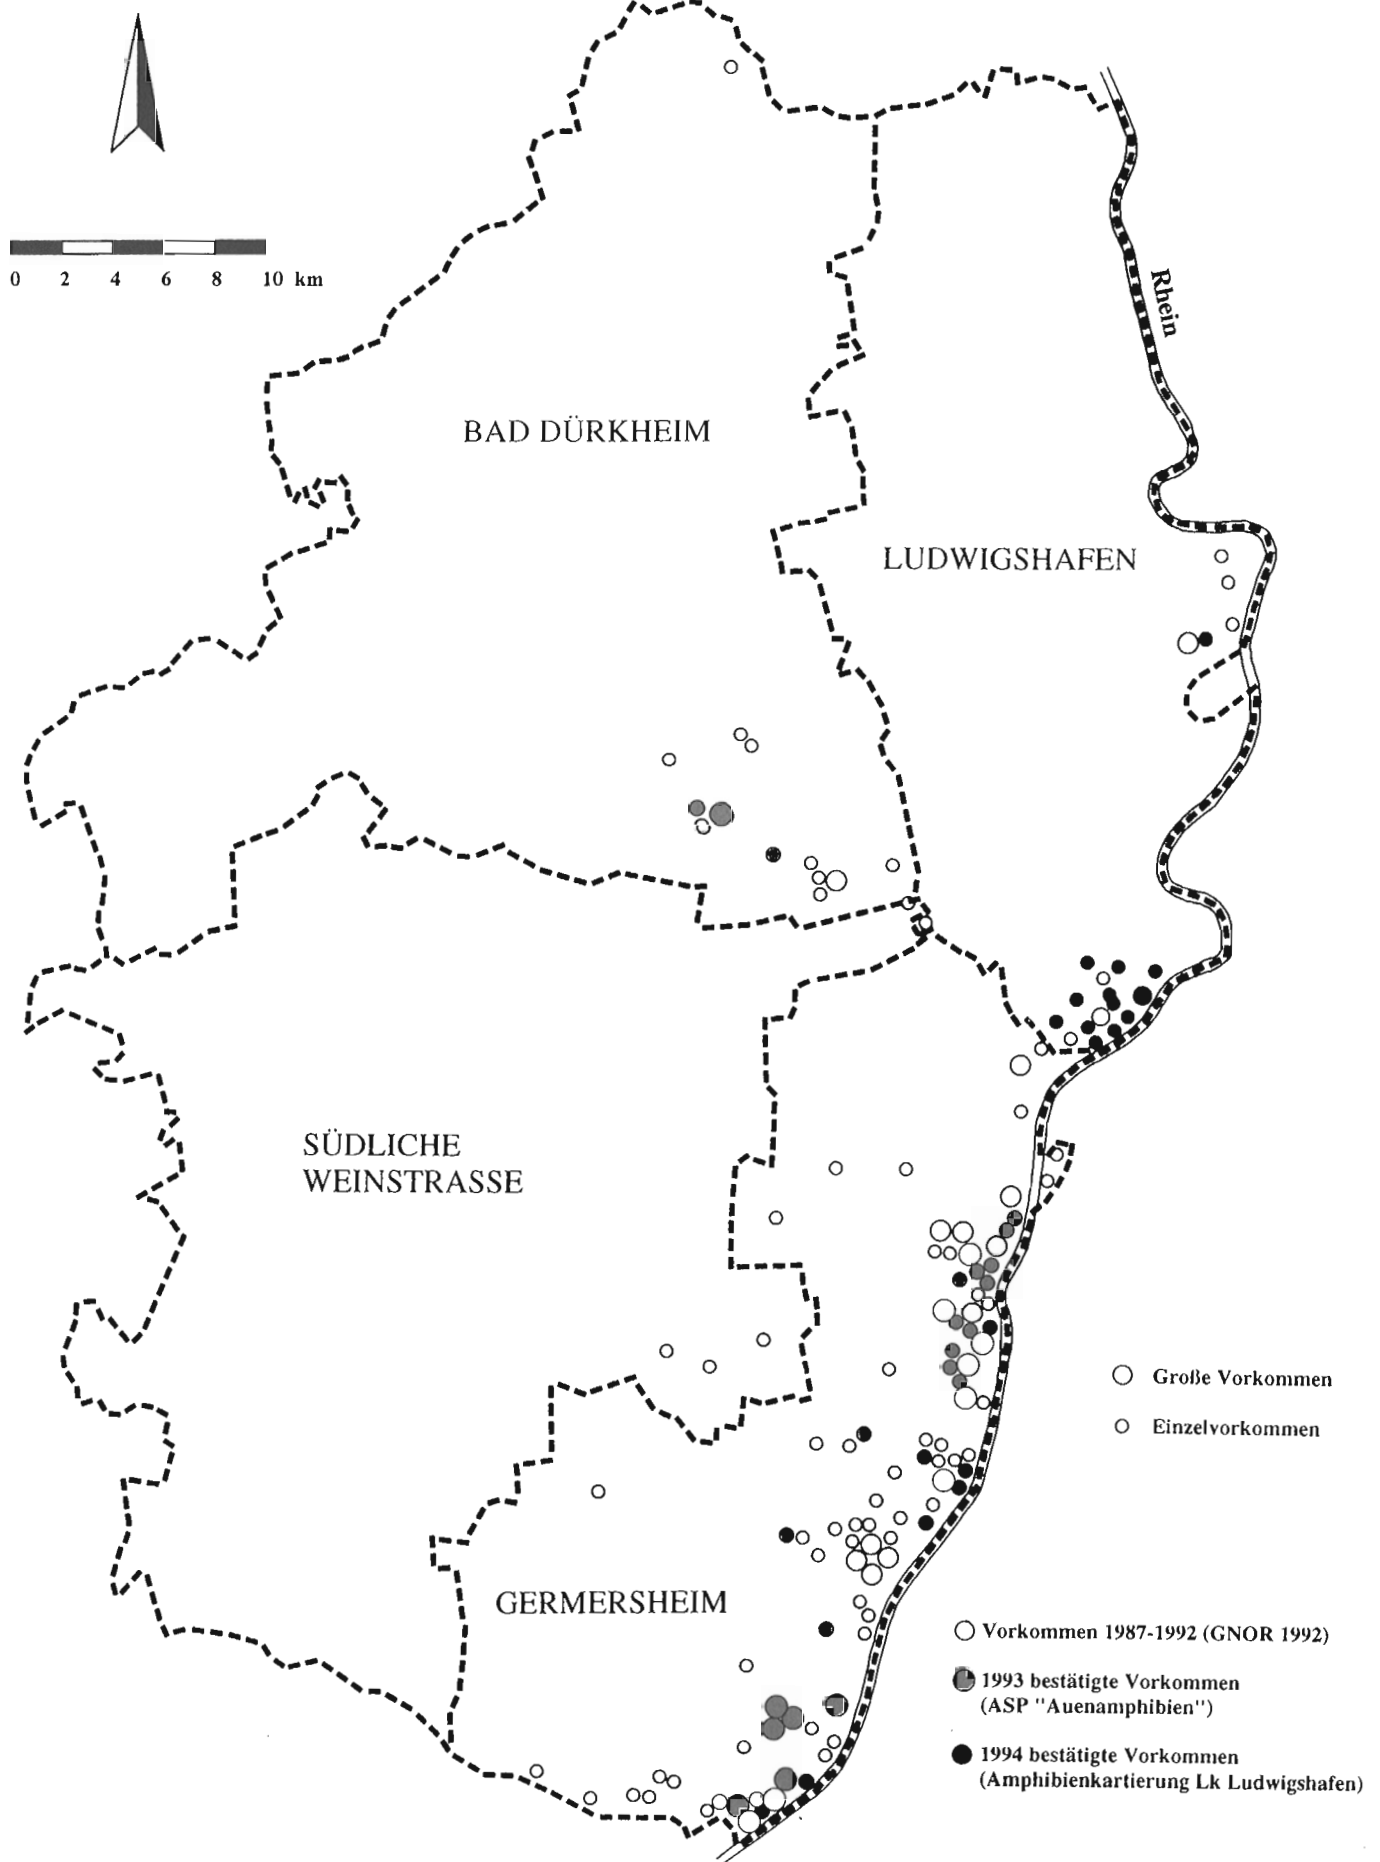 0 2 4 6 8 10 km
Rhein
BAD DÜRKHEIM
LUDWIGSHAFEN
SÜDLICHE
WEINSTRASSE
Große Vorkommen
Einzelvorkommen
GERMERSHEIM
Vorkommen 1987-1992 (GNOR 1992)
1993 bestätigte Vorkommen
(ASP "Auenamphibien")
1994 bestätigte Vorkommen
(Amphibienkartierung Lk Ludwigshafen)